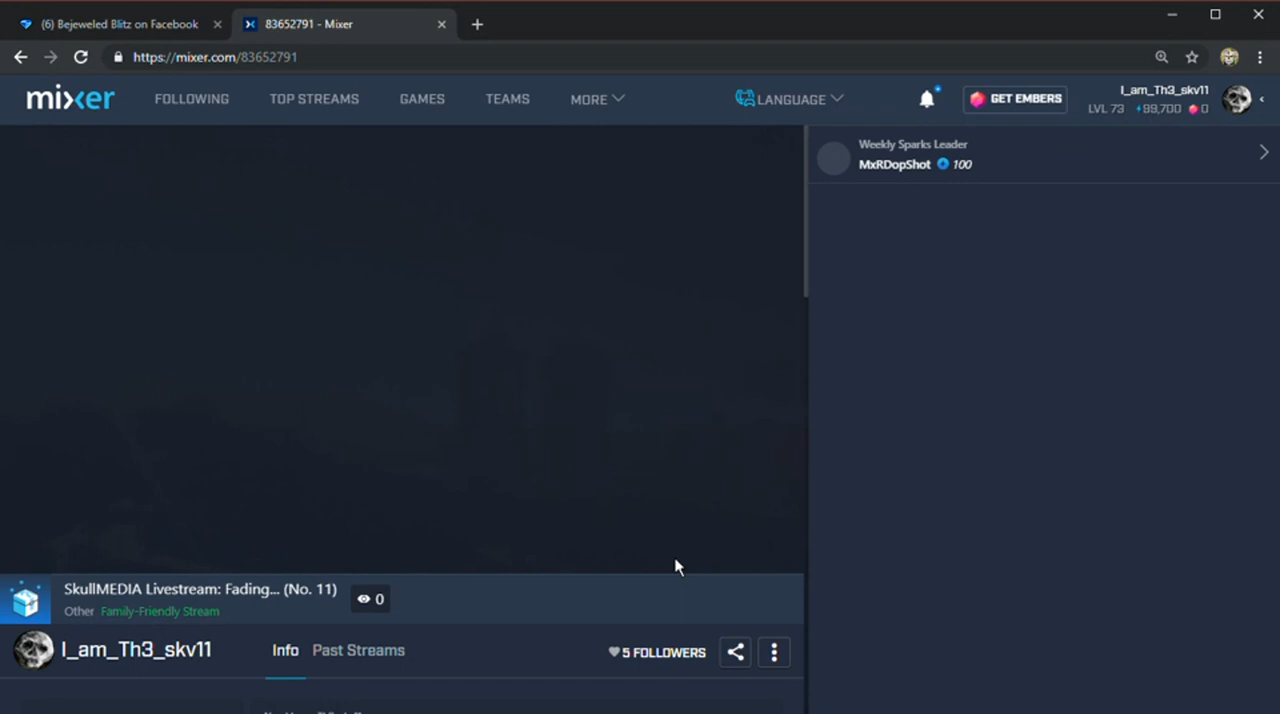 (6) Bejeweled Blitz on Facebook
83652791 - Mixer
https://mixer.com/83652791
mixer
FOLLOWING
TOP STREAMS
GAMES
TEAMS
MORE
LANGUAGE
GET EMBERS
I_am_Th3_skv11
LVL 73
99,700
0
Weekly Sparks Leader
MxRDopShot 100
SkullMEDIA Livestream: Fading... (No. 11)
0
Other Family-Friendly Stream
I_am_Th3_skv11
Info
Past Streams
5 FOLLOWERS